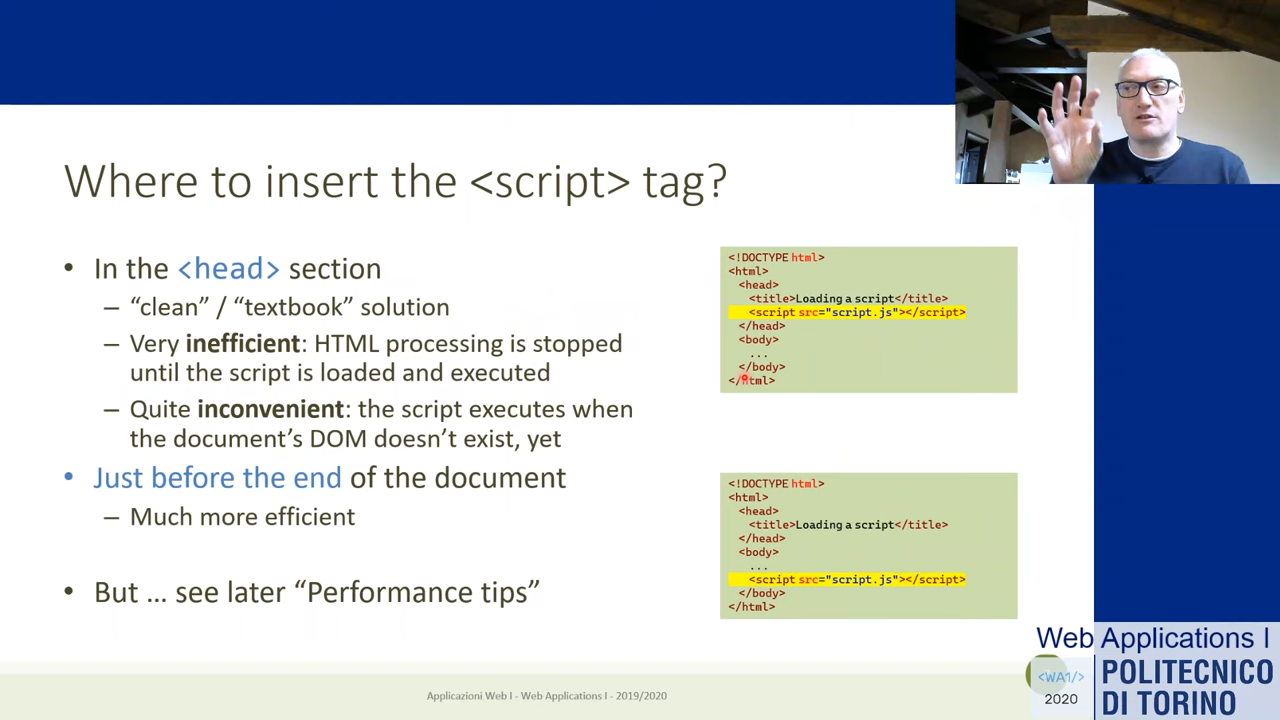 Where to insert the <script> tag?
• In the <head> section
– “clean” / “textbook” solution
– Very inefficient: HTML processing is stopped
until the script is loaded and executed
– Quite inconvenient: the script executes when
the document’s DOM doesn’t exist, yet
• Just before the end of the document
– Much more efficient
• But … see later “Performance tips”
<!DOCTYPE html>
<html>
<head>
<title>Loading a script</title>
<script src="script.js"></script>
</head>
<body>
...
</body>
</html>
<!DOCTYPE html>
<html>
<head>
<title>Loading a script</title>
</head>
<body>
...
<script src="script.js"></script>
</body>
</html>
Applicazioni Web I - Web Applications I - 2019/2020
Web Applications I
<WA1/>
2020
POLITECNICO
DI TORINO